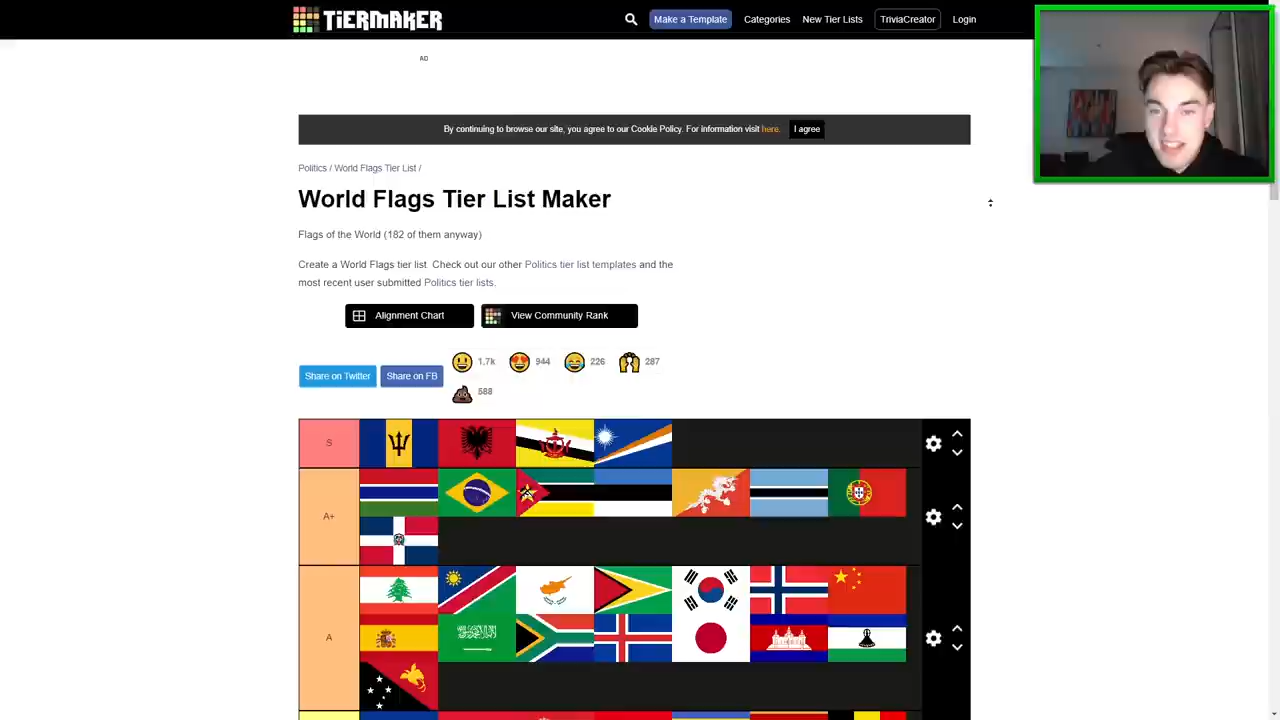 TiERMAKER
Make a Template
Categories
New Tier Lists
TriviaCreator
Login
AD
By continuing to browse our site, you agree to our Cookie Policy. For information visit here.
I agree
Politics / World Flags Tier List /
World Flags Tier List Maker
Flags of the World (182 of them anyway)
Create a World Flags tier list. Check out our other Politics tier list templates and the
most recent user submitted Politics tier lists.
Alignment Chart
View Community Rank
Share on Twitter
Share on FB
1.7k
944
226
287
588
S
A+
A